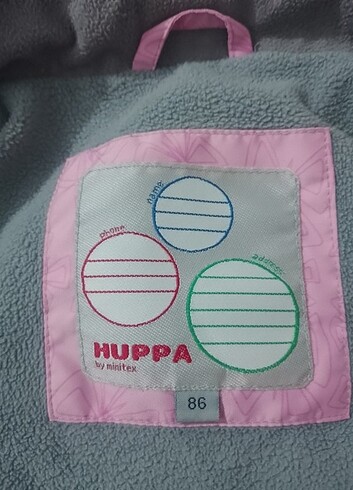 name
phone
address
HUPPA
by minitex
86